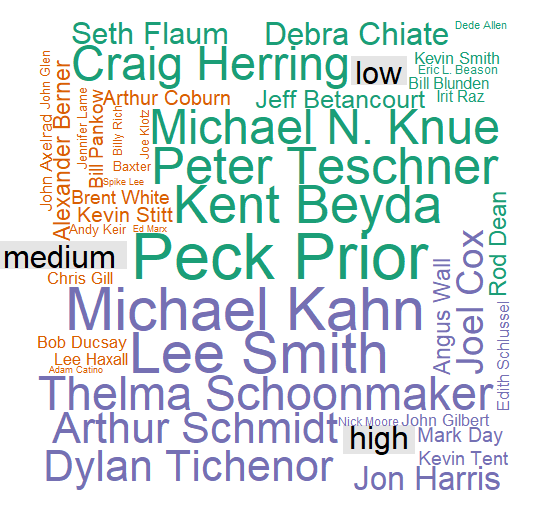 Dede Allen
Seth Flaum
Debra Chiate
Craig Herring
low
Kevin Smith
Eric L. Beason
Bill Blunden
John Glen
Alexander Berner
John Axelrad
Jennifer Lame
Bill Pankow
Arthur Coburn
Jeff Betancourt
Irit Raz
Billy Rich
Joe Klotz
Michael N. Knue
Baxter
Peter Teschner
Spike Lee
Brent White
Kent Beyda
Kevin Stitt
Andy Keir
Ed Marx
Rod Dean
medium
Peck Prior
Chris Gill
Angus Wall
Joel Cox
Michael Kahn
Edith Schlussel
Bob Ducsay
Lee Smith
Lee Haxall
Adam Catino
Thelma Schoonmaker
Arthur Schmidt
Nick Moore
John Gilbert
high
Mark Day
Dylan Tichenor
Kevin Tent
Jon Harris